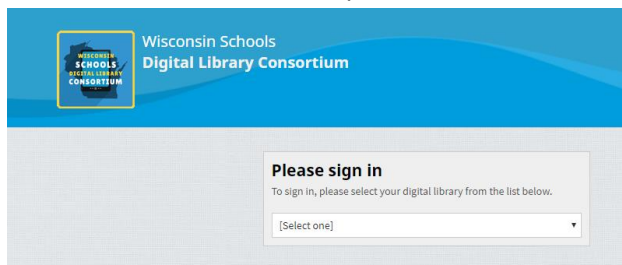 WISCONSIN
SCHOOLS
DIGITAL LIBRARY
CONSORTIUM
Wisconsin Schools
Digital Library Consortium
Please sign in
To sign in, please select your digital library from the list below.
[Select one]